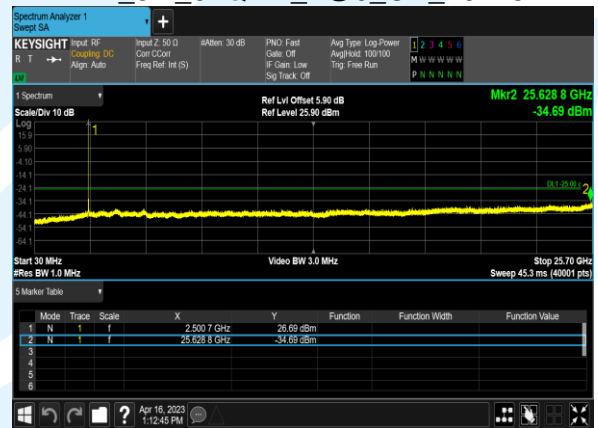 Spectrum Analyzer 1
Swept SA
+
KEYSIGHT Input: RF Input Z: 50 Ω #Atten: 30 dB PNO: Fast Avg Type: Log-Power 1 2 3 4 5 6
R T Coupling: DC Corr CCorr Gate: Off Avg|Hold: 100/100 M W W W W W
Align: Auto Freq Ref: Int (S) IF Gain: Low Trig: Free Run
Sig Track: Off P N N N N N
1 Spectrum
Scale/Div 10 dB
Ref Lvl Offset 5.90 dB
Ref Level 25.90 dBm
Mkr2 25.628 8 GHz
-34.69 dBm
Log
15.9
5.90
-4.10
-14.1
-24.1
-34.1
-44.1
-54.1
-64.1
1
2
Start 30 MHz Video BW 3.0 MHz Stop 25.70 GHz
#Res BW 1.0 MHz Sweep 45.3 ms (40001 pts)
5 Marker Table
Mode Trace Scale X Y Function Function Width Function Value
1 N 1 f 2.500 7 GHz 26.69 dBm
2 N 1 f 25.628 8 GHz -34.69 dBm
3
4
5
6
?
Apr 16, 2023
1:12:45 PM